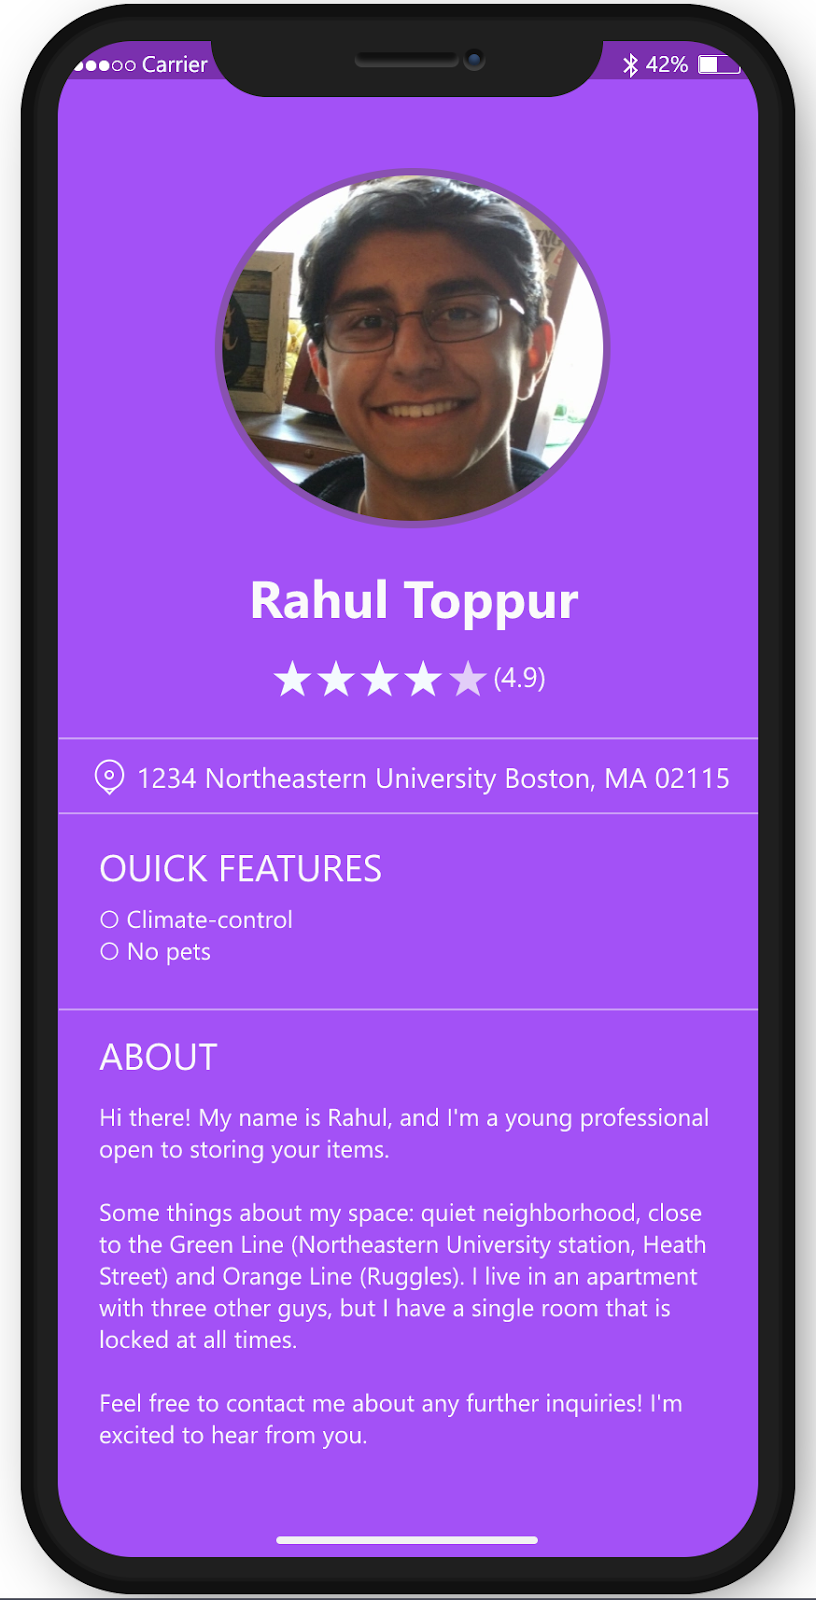 Carrier
42%
Rahul Toppur
(4.9)
1234 Northeastern University Boston, MA 02115
OUICK FEATURES
Climate-control
No pets
ABOUT
Hi there! My name is Rahul, and I'm a young professional
open to storing your items.
Some things about my space: quiet neighborhood, close
to the Green Line (Northeastern University station, Heath
Street) and Orange Line (Ruggles). I live in an apartment
with three other guys, but I have a single room that is
locked at all times.
Feel free to contact me about any further inquiries! I'm
excited to hear from you.